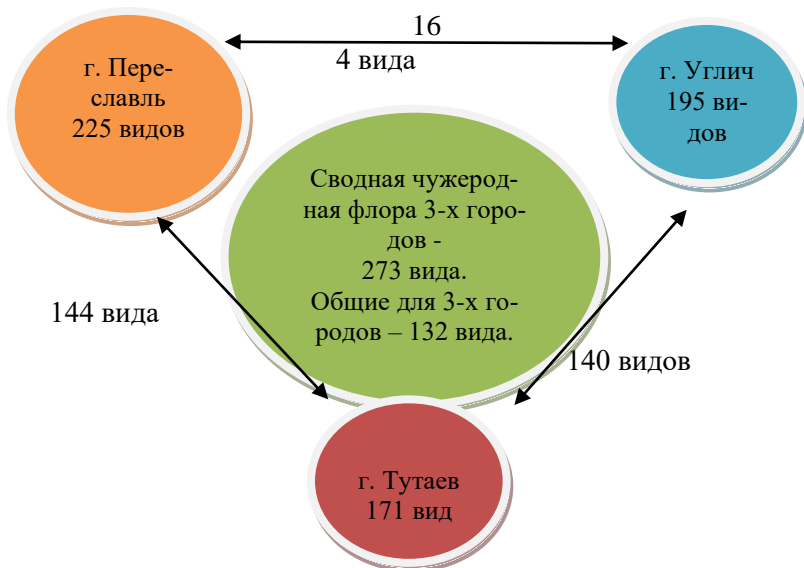 16
4 вида
г. Пере-
славль
225 видов
г. Углич
195 ви-
дов
Сводная чужерод-
ная флора 3-х горо-
дов -
273 вида.
Общие для 3-х го-
родов – 132 вида.
144 вида
140 видов
г. Тутаев
171 вид